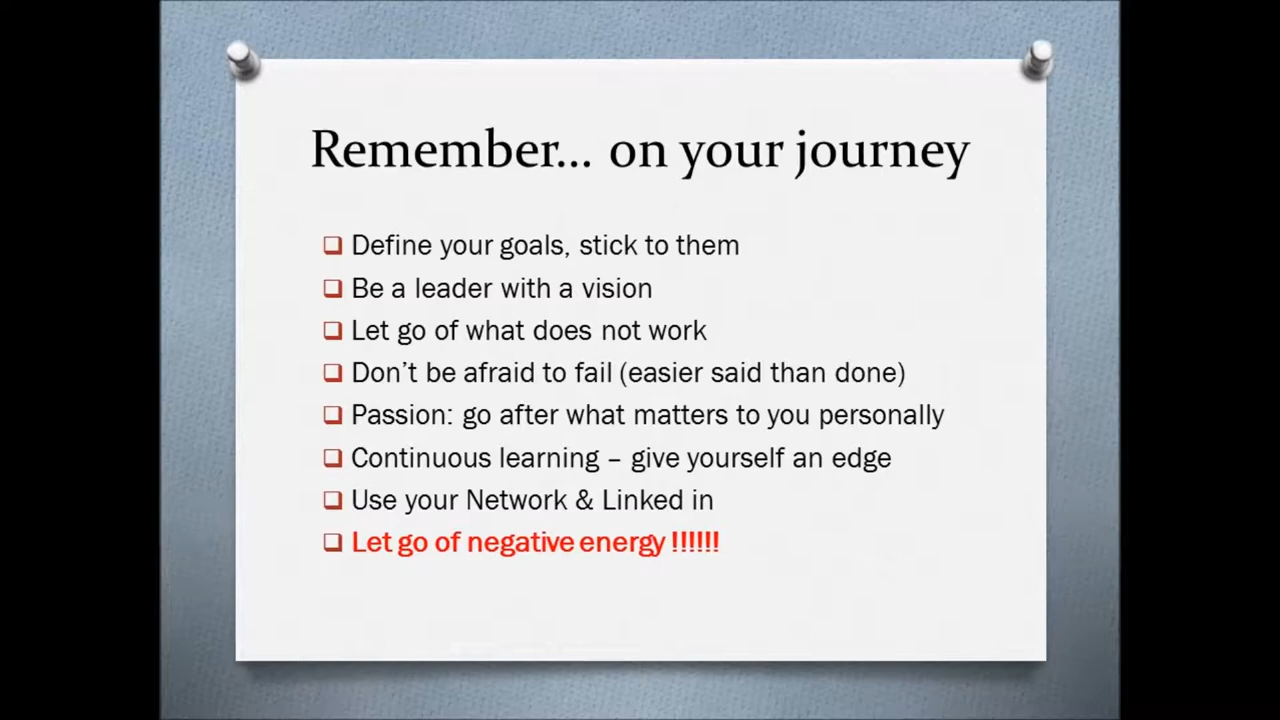 Remember... on your journey
Define your goals, stick to them
Be a leader with a vision
Let go of what does not work
Don’t be afraid to fail (easier said than done)
Passion: go after what matters to you personally
Continuous learning – give yourself an edge
Use your Network & Linked in
Let go of negative energy !!!!!!